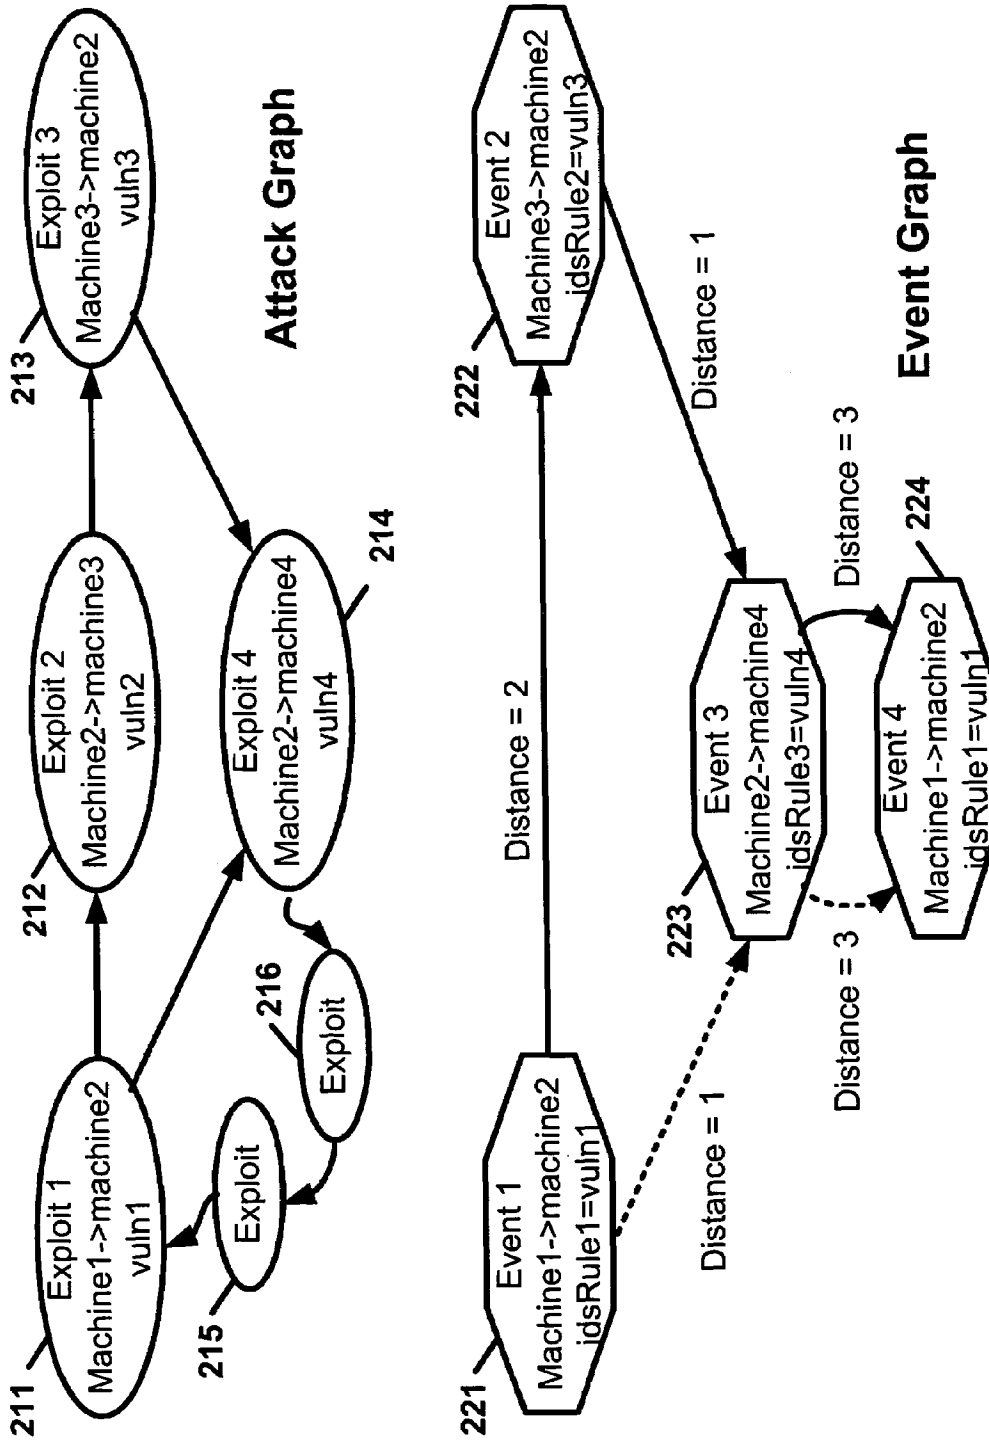 211
Exploit 1
Machine1->machine2
vuln1
212
Exploit 2
Machine2->machine3
vuln2
213
Exploit 3
Machine3->machine2
vuln3
215
Exploit
216
Exploit
Exploit 4
Machine2->machine4
vuln4
214
Attack Graph
221
Event 1
Machine1->machine2
idsRule1=vuln1
Distance = 2
222
Event 2
Machine3->machine2
idsRule2=vuln3
Distance = 1
Distance = 1
223
Event 3
Machine2->machine4
idsRule3=vuln4
Distance = 3
Distance = 3
224
Event 4
Machine1->machine2
idsRule1=vuln1
Event Graph